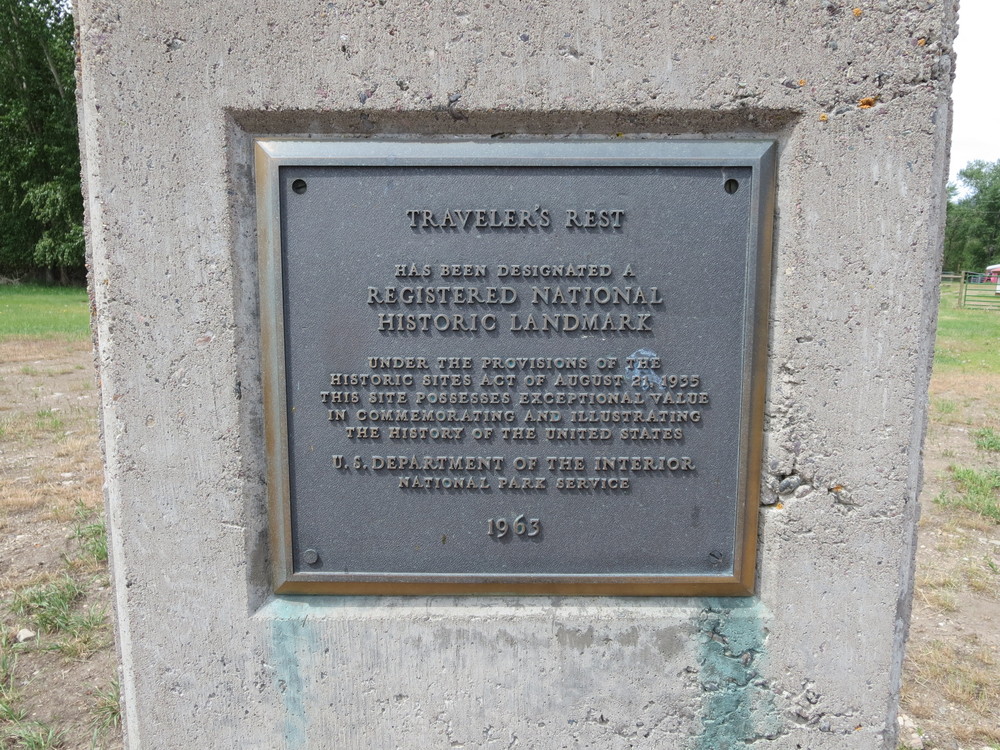 TRAVELER'S REST
HAS BEEN DESIGNATED A
REGISTERED NATIONAL
HISTORIC LANDMARK
UNDER THE PROVISIONS OF THE
HISTORIC SITES ACT OF AUGUST 21, 1935
THIS SITE POSSESSES EXCEPTIONAL VALUE
IN COMMEMORATING AND ILLUSTRATING
THE HISTORY OF THE UNITED STATES
U. S. DEPARTMENT OF THE INTERIOR
NATIONAL PARK SERVICE
1963